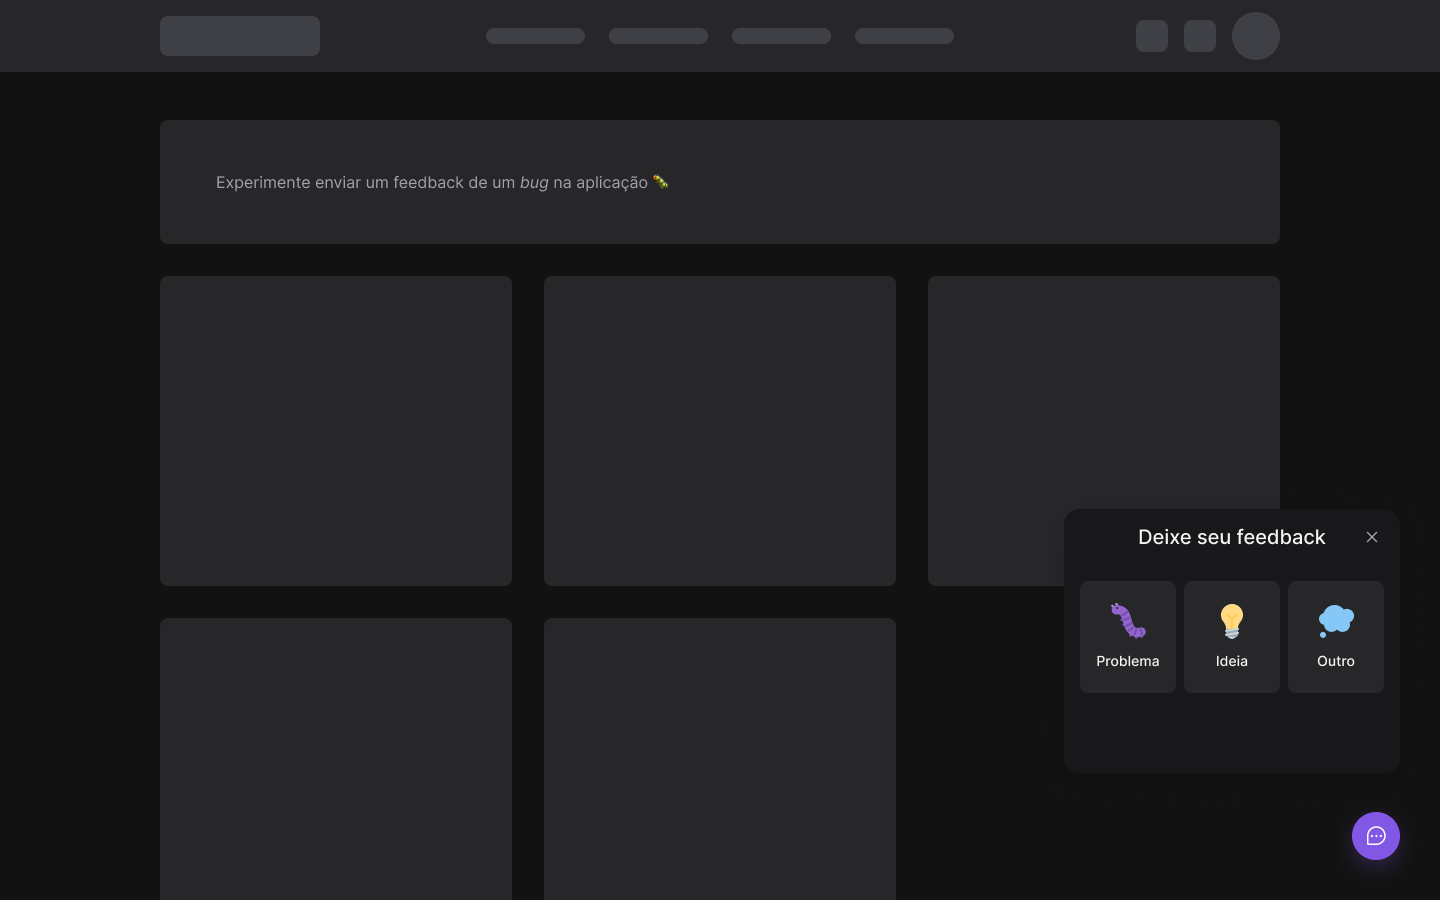 Experimente enviar um feedback de um bug na aplicação 🐛
Deixe seu feedback
Problema
Ideia
Outro